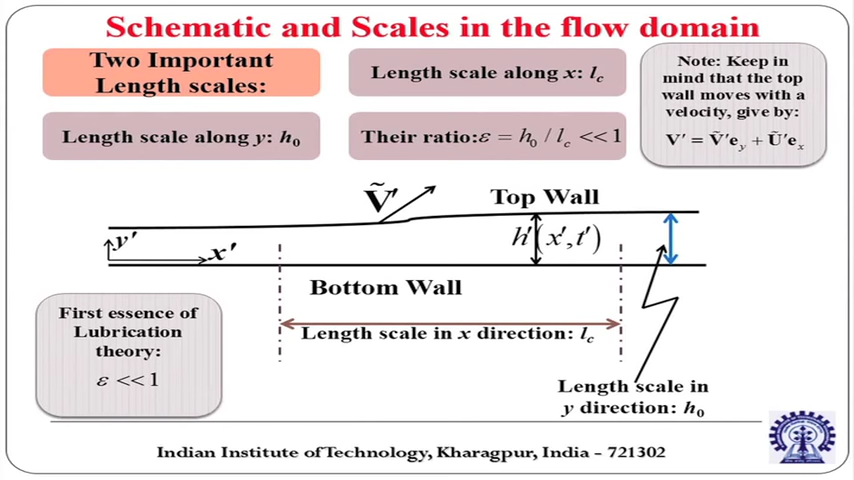 Schematic and Scales in the flow domain
Two Important
Length scales:
Length scale along x: l_c
Note: Keep in
mind that the top
wall moves with a
velocity, give by:
V′ = Ṽ′e_y + Ũ′e_x
Length scale along y: h_0
Their ratio: ε = h_0 / l_c << 1
Ṽ′
Top Wall
y′
x′
h′(x′,t′)
Bottom Wall
First essence of
Lubrication
theory:
ε << 1
Length scale in x direction: l_c
Length scale in
y direction: h_0
Indian Institute of Technology, Kharagpur, India – 721302